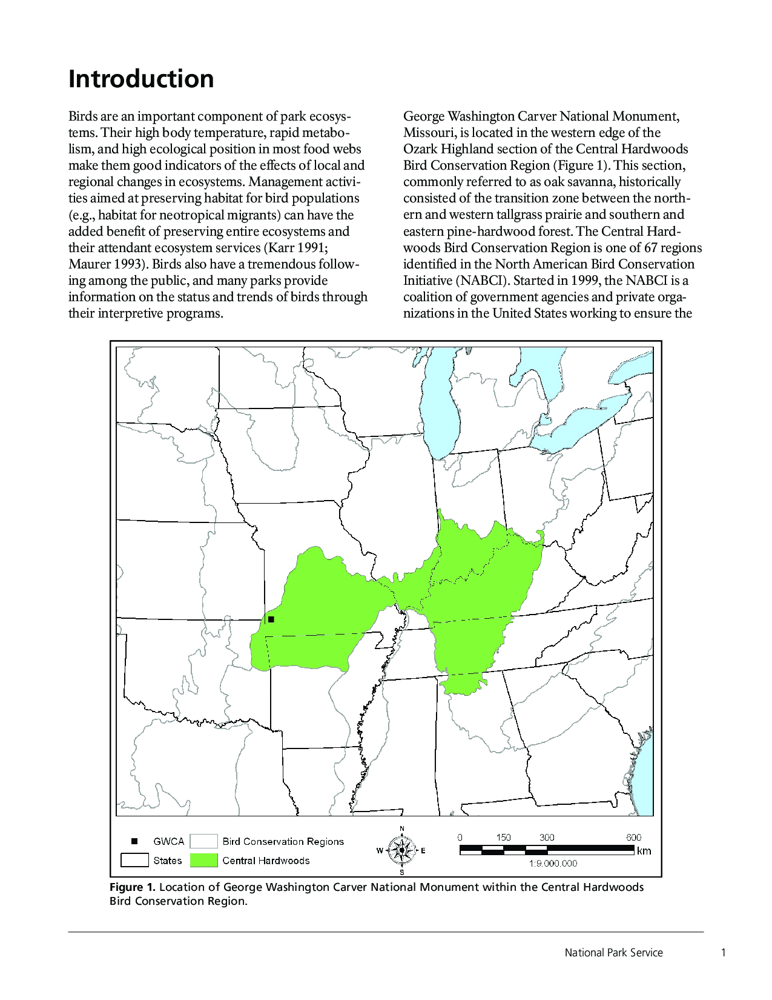 Introduction
Birds are an important component of park ecosys-
tems. Their high body temperature, rapid metabo-
lism, and high ecological position in most food webs
make them good indicators of the effects of local and
regional changes in ecosystems. Management activi-
ties aimed at preserving habitat for bird populations
(e.g., habitat for neotropical migrants) can have the
added benefit of preserving entire ecosystems and
their attendant ecosystem services (Karr 1991;
Maurer 1993). Birds also have a tremendous follow-
ing among the public, and many parks provide
information on the status and trends of birds through
their interpretive programs.
George Washington Carver National Monument,
Missouri, is located in the western edge of the
Ozark Highland section of the Central Hardwoods
Bird Conservation Region (Figure 1). This section,
commonly referred to as oak savanna, historically
consisted of the transition zone between the north-
ern and western tallgrass prairie and southern and
eastern pine-hardwood forest. The Central Hard-
woods Bird Conservation Region is one of 67 regions
identified in the North American Bird Conservation
Initiative (NABCI). Started in 1999, the NABCI is a
coalition of government agencies and private orga-
nizations in the United States working to ensure the
GWCA
Bird Conservation Regions
States
Central Hardwoods
N
W E
S
0 150 300 600
km
1:9,000,000
Figure 1. Location of George Washington Carver National Monument within the Central Hardwoods
Bird Conservation Region.
National Park Service 1